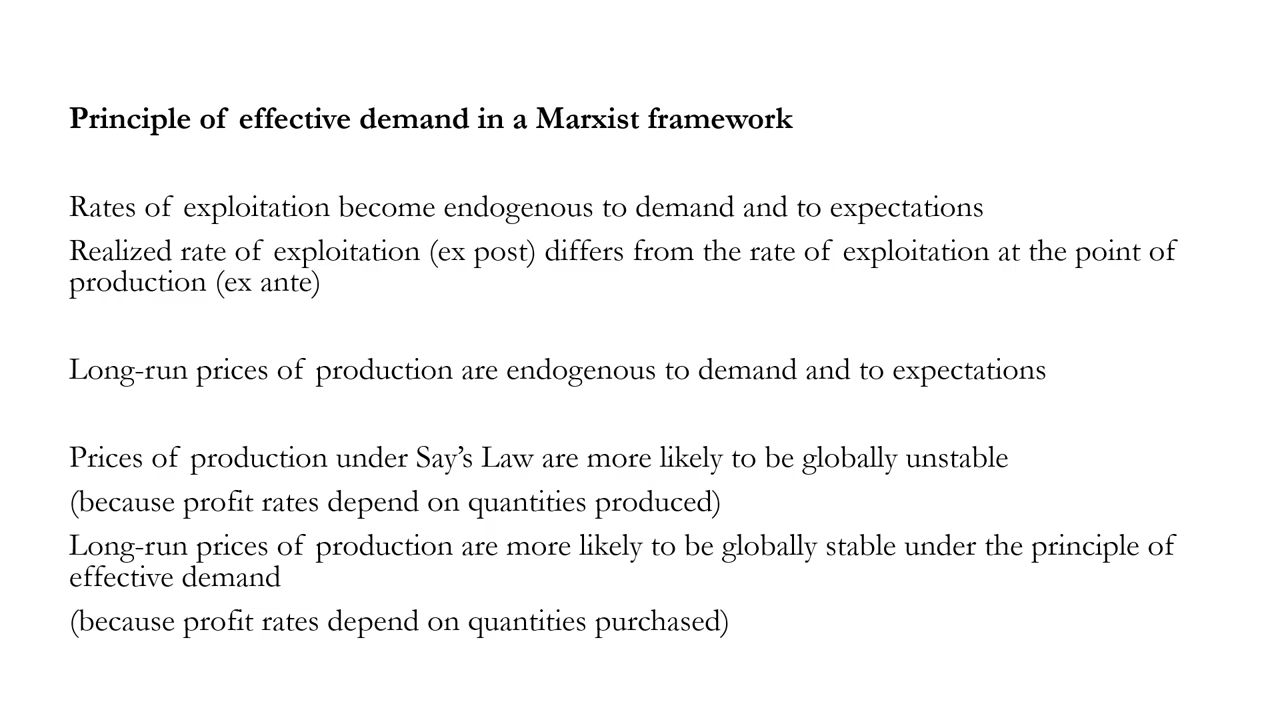 Principle of effective demand in a Marxist framework
Rates of exploitation become endogenous to demand and to expectations
Realized rate of exploitation (ex post) differs from the rate of exploitation at the point of
production (ex ante)
Long-run prices of production are endogenous to demand and to expectations
Prices of production under Say’s Law are more likely to be globally unstable
(because profit rates depend on quantities produced)
Long-run prices of production are more likely to be globally stable under the principle of
effective demand
(because profit rates depend on quantities purchased)